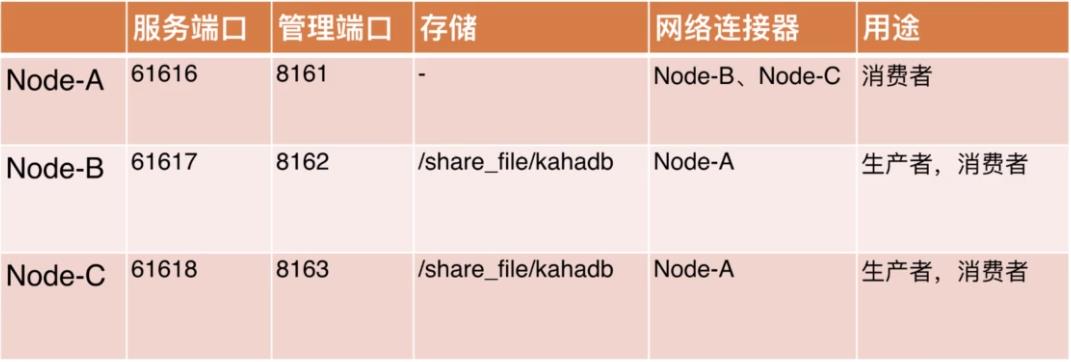 服务端口 管理端口 存储 网络连接器 用途
Node-A 61616 8161 - Node-B、Node-C 消费者
Node-B 61617 8162 /share_file/kahadb Node-A 生产者，消费者
Node-C 61618 8163 /share_file/kahadb Node-A 生产者，消费者